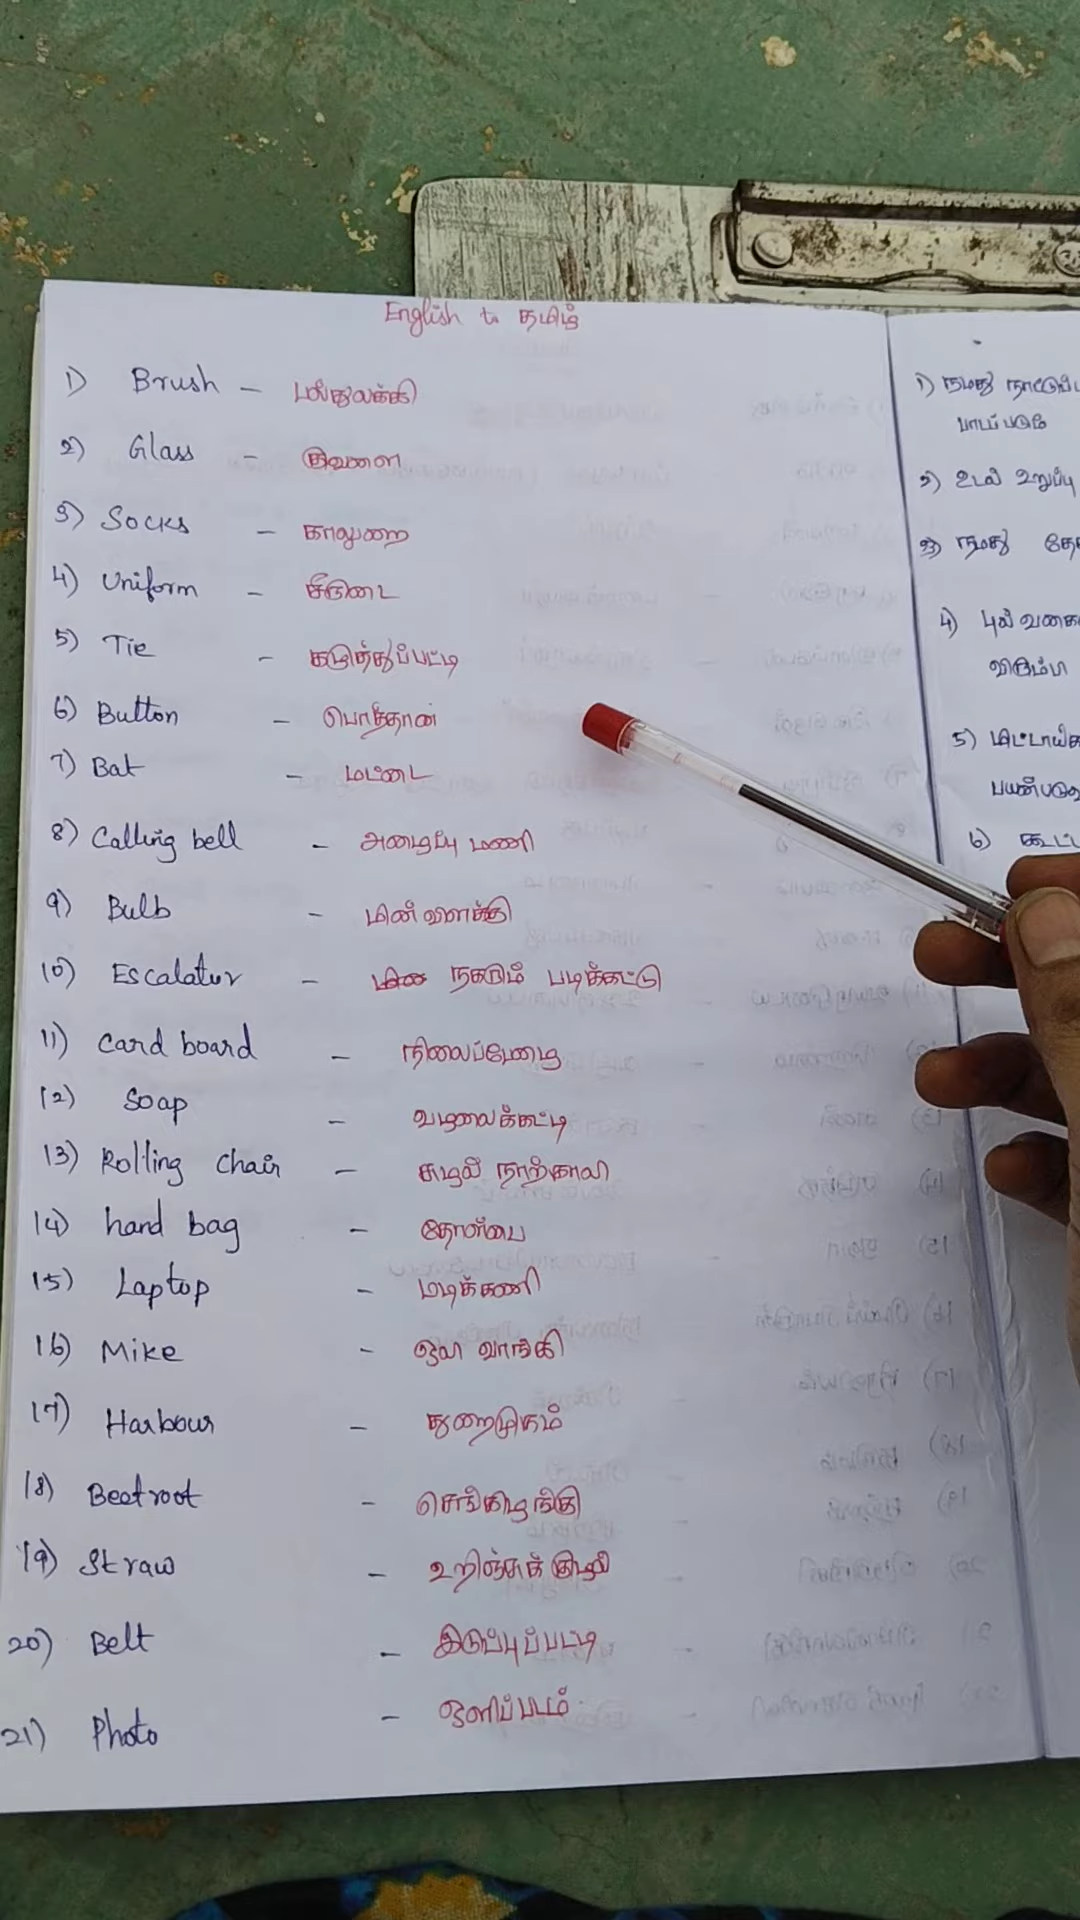 English to தமிழ்
1) Brush - பல்துலக்கி
2) Glass - குவளை
3) Socks - காலுறை
4) Uniform - சீருடை
5) Tie - கழுத்துப்பட்டி
6) Button - பொத்தான்
7) Bat - மட்டை
8) Calling bell - அழைப்பு மணி
9) Bulb - மின் விளக்கு
10) Escalatur - நகரும் படிக்கட்டு
11) Card board - நிலைப்பேழை
12) Soap - வழலைக்கட்டி
13) Rolling chair - சுழல் நாற்காலி
14) hand bag - தோள்பை
15) Laptop - மடிக்கணி
16) Mike - ஒலி வாங்கி
17) Harbour - துறைமுகம்
18) Beetroot - செங்கிழங்கு
19) Straw - உறிஞ்சுக் குழல்
20) Belt - இடுப்புப்பட்டி
21) Photo - ஒளிப்படம்
1) நமது
2) உடல் உறுப்பு
3) நமது
4) புல் வகை
5)
6)